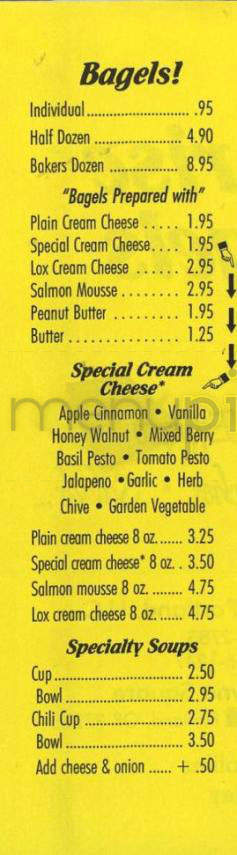 Bagels!
Individual............................ .95
Half Dozen ........................ 4.90
Bakers Dozen .................... 8.95
"Bagels Prepared with"
Plain Cream Cheese . . . . . 1.95
Special Cream Cheese. . . . 1.95
Lox Cream Cheese . . . . . . 2.95
Salmon Mousse . . . . . . . . 2.95
Peanut Butter . . . . . . . . . 1.95
Butter . . . . . . . . . . . . . . . 1.25
Special Cream
Cheese*
menupi
Apple Cinnamon • Vanilla
Honey Walnut • Mixed Berry
Basil Pesto • Tomato Pesto
Jalapeno •Garlic • Herb
Chive • Garden Vegetable
Plain cream cheese 8 oz. ...... 3.25
Special cream cheese* 8 oz. . 3.50
Salmon mousse 8 oz. ......... 4.75
Lox cream cheese 8 oz. ....... 4.75
Specialty Soups
Cup..................................... 2.50
Bowl................................... 2.95
Chili Cup ............................ 2.75
Bowl................................... 3.50
Add cheese & onion ...... + .50